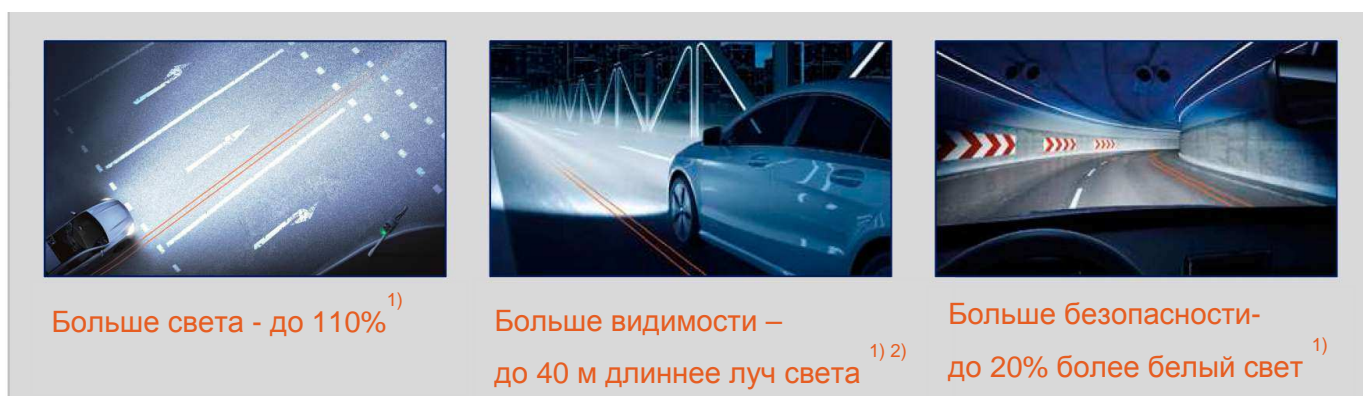 Больше света - до 110% 1)
Больше видимости –
до 40 м длиннее луч света 1) 2)
Больше безопасности-
до 20% более белый свет 1)